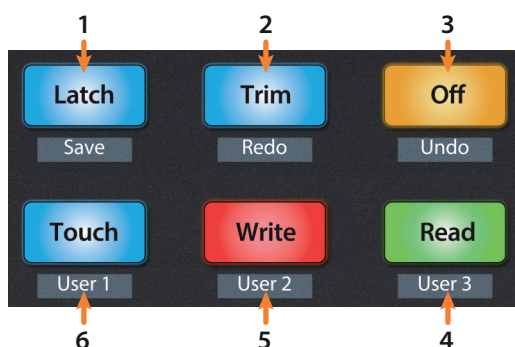 1 2 3
Latch Trim Off
Save Redo Undo
Touch Write Read
User 1 User 2 User 3
6 5 4